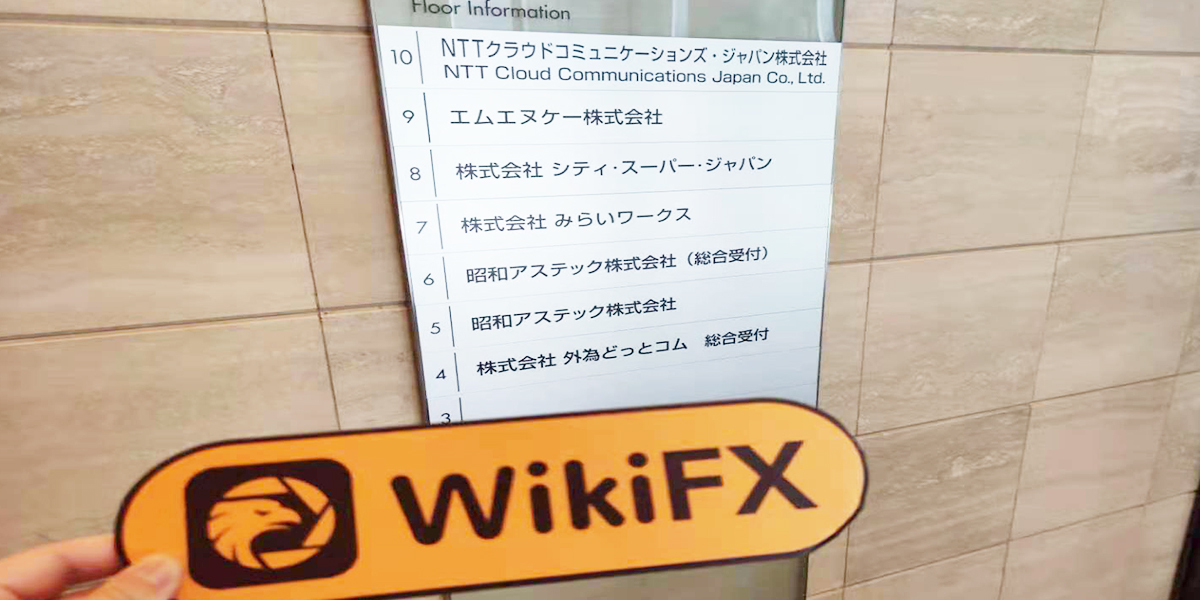 Floor Information
10 NTTクラウドコミュニケーションズ・ジャパン株式会社
NTT Cloud Communications Japan Co., Ltd.
9 エムエヌケー株式会社
8 株式会社 シティ・スーパー・ジャパン
7 株式会社 みらいワークス
6 昭和アステック株式会社（総合受付）
5 昭和アステック株式会社
4 株式会社 外為どっとコム 総合受付
3
WikiFX